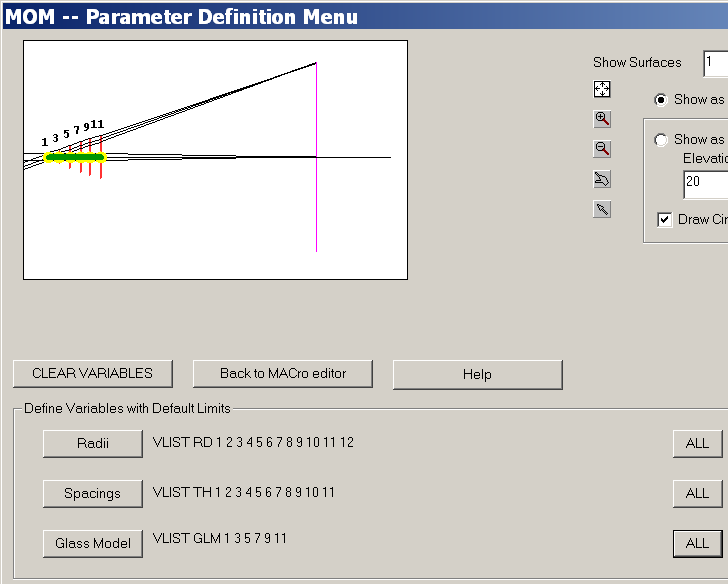 MOM -- Parameter Definition Menu
Show Surfaces 1
Show as
1 3 5 7 9 11
Show as
Elevatio
20
Draw Cir
CLEAR VARIABLES Back to MACro editor Help
Define Variables with Default Limits
Radii VLIST RD 1 2 3 4 5 6 7 8 9 10 11 12 ALL
Spacings VLIST TH 1 2 3 4 5 6 7 8 9 10 11 ALL
Glass Model VLIST GLM 1 3 5 7 9 11 ALL